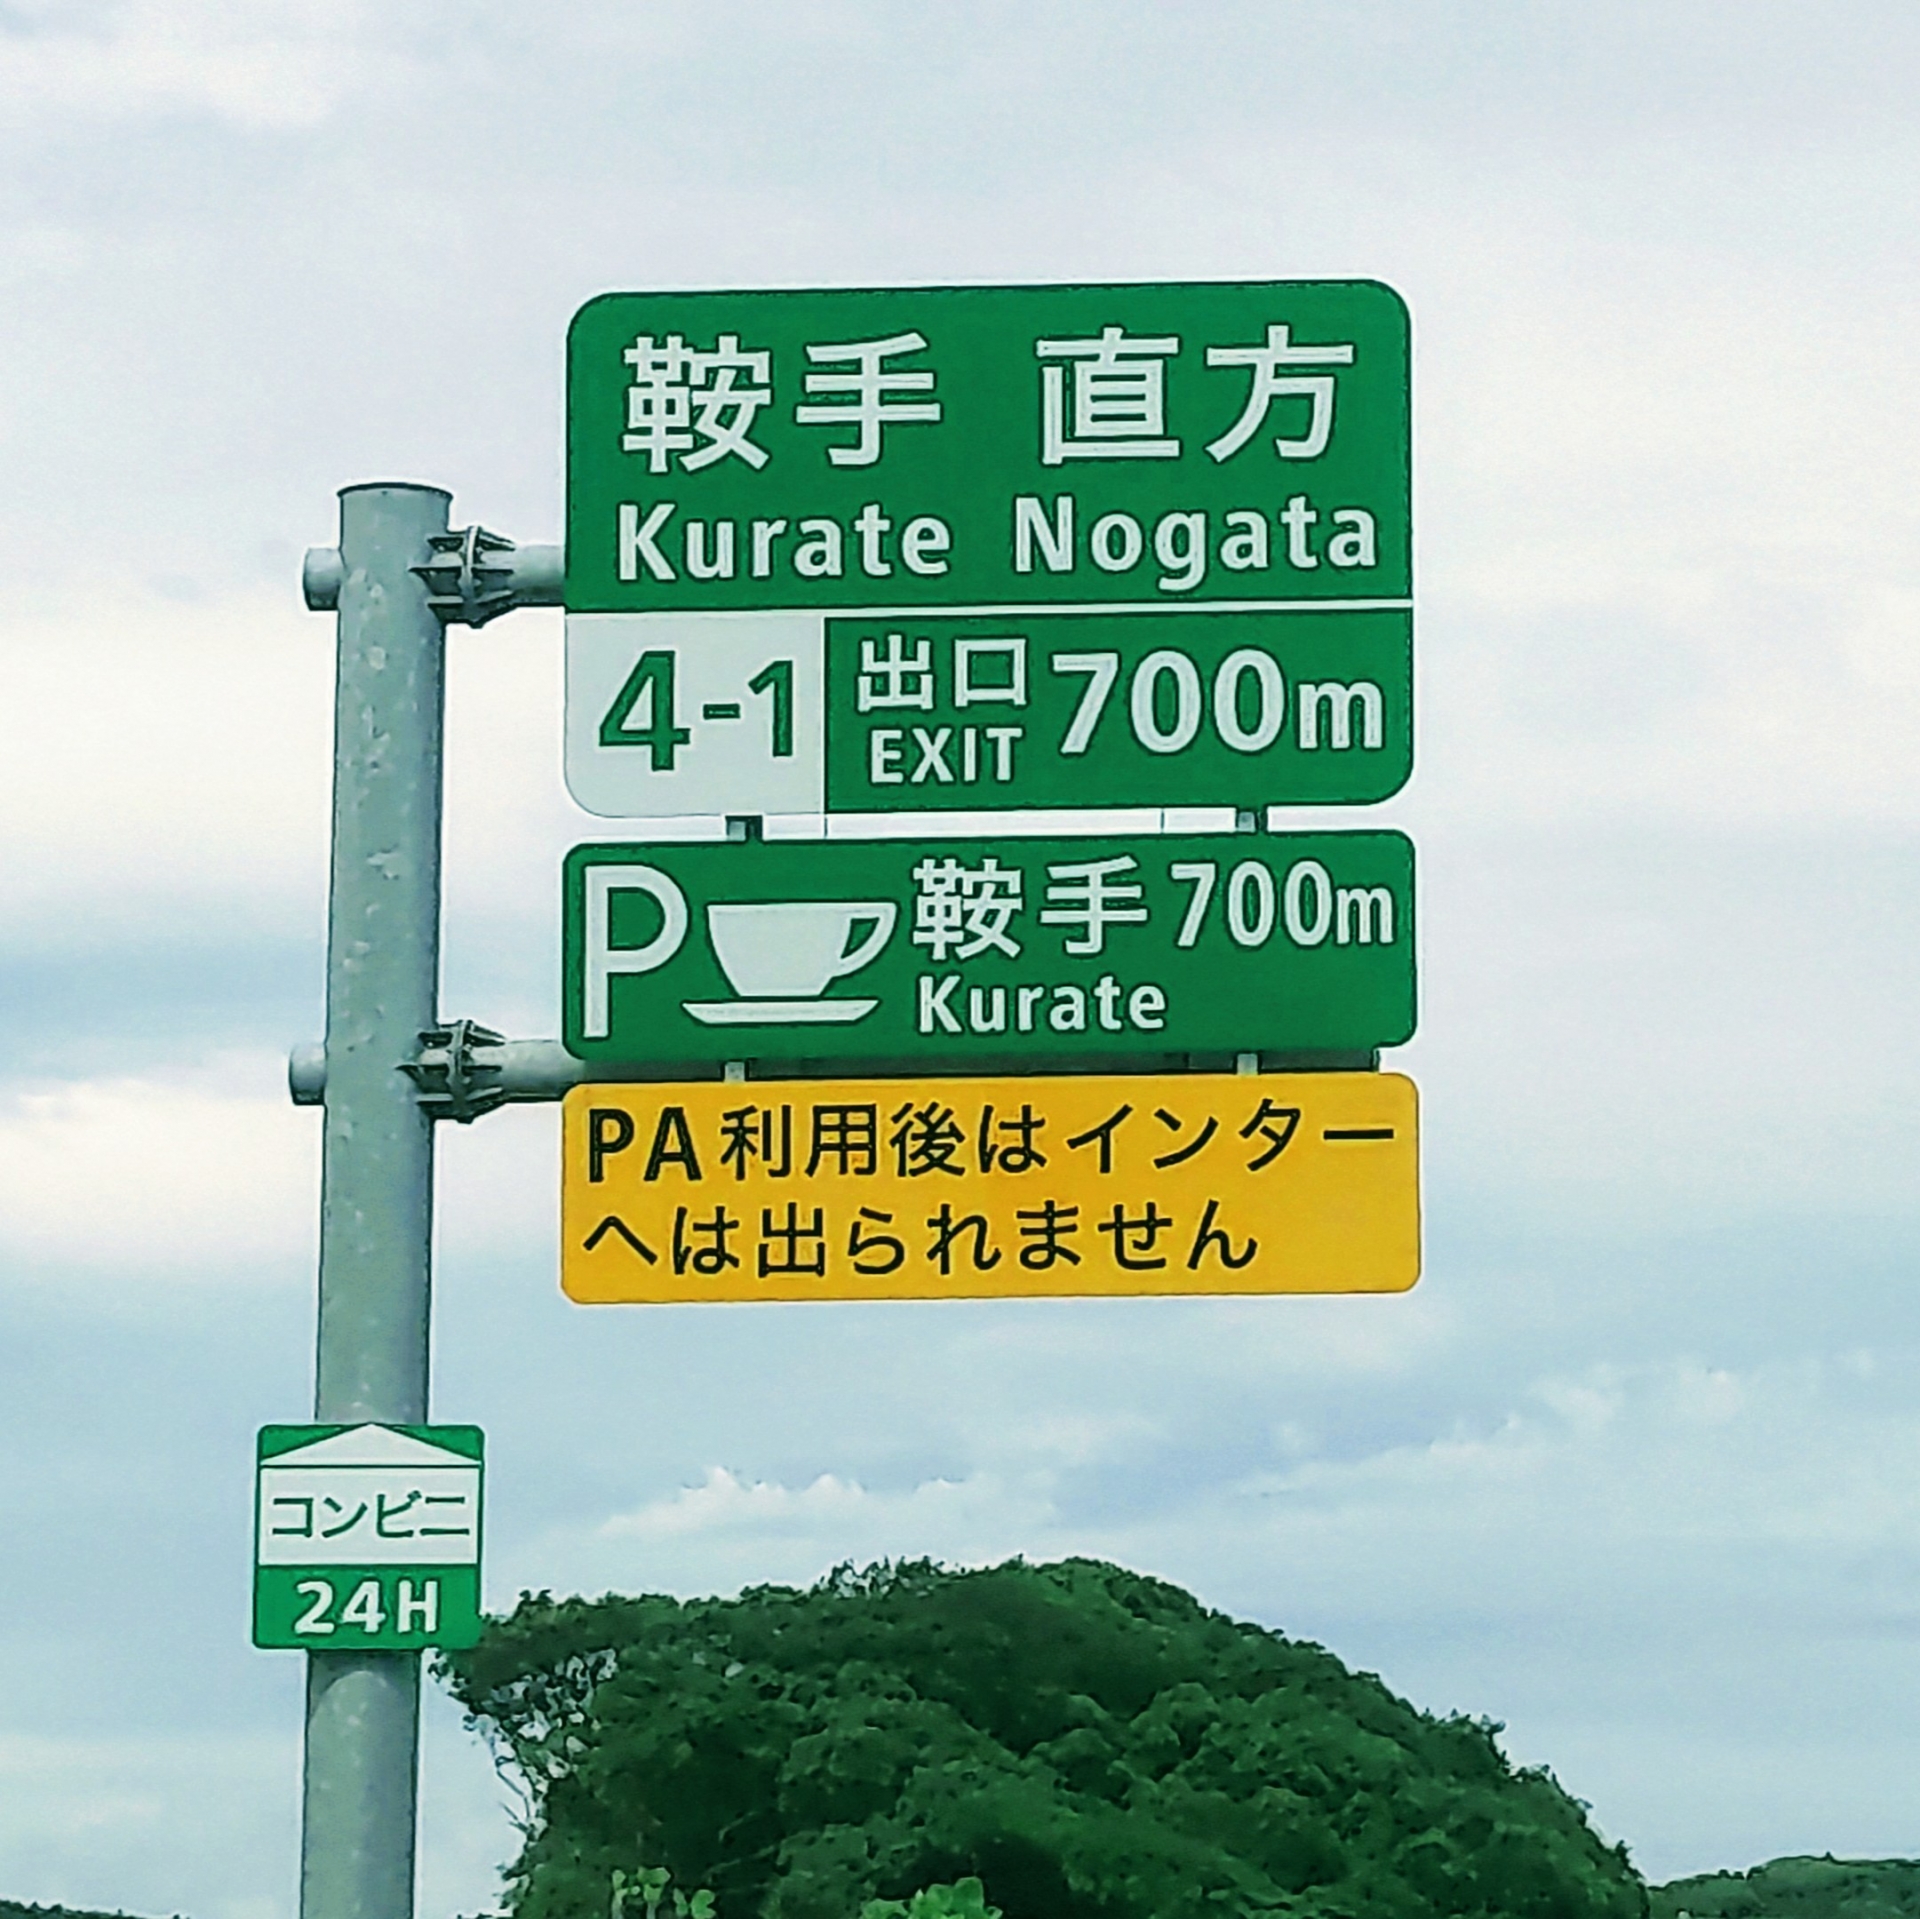 鞍手 直方
Kurate Nogata
4-1 出口 700m
EXIT
P 鞍手 700m
Kurate
PA利用後はインター
へは出られません
コンビニ
24H